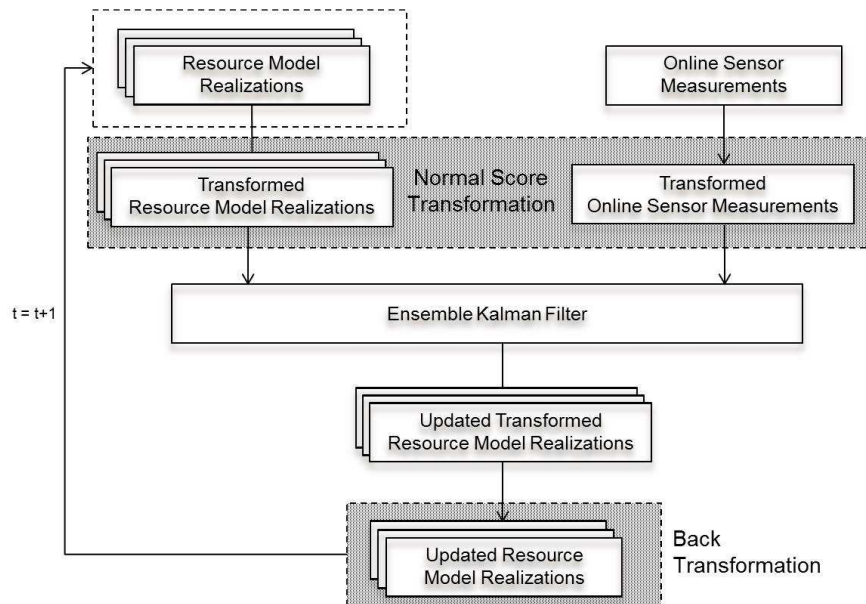 Resource Model
Realizations
Online Sensor
Measurements
Transformed
Resource Model Realizations
Normal Score
Transformation
Transformed
Online Sensor Measurements
t = t+1
Ensemble Kalman Filter
Updated Transformed
Resource Model Realizations
Updated Resource
Model Realizations
Back
Transformation